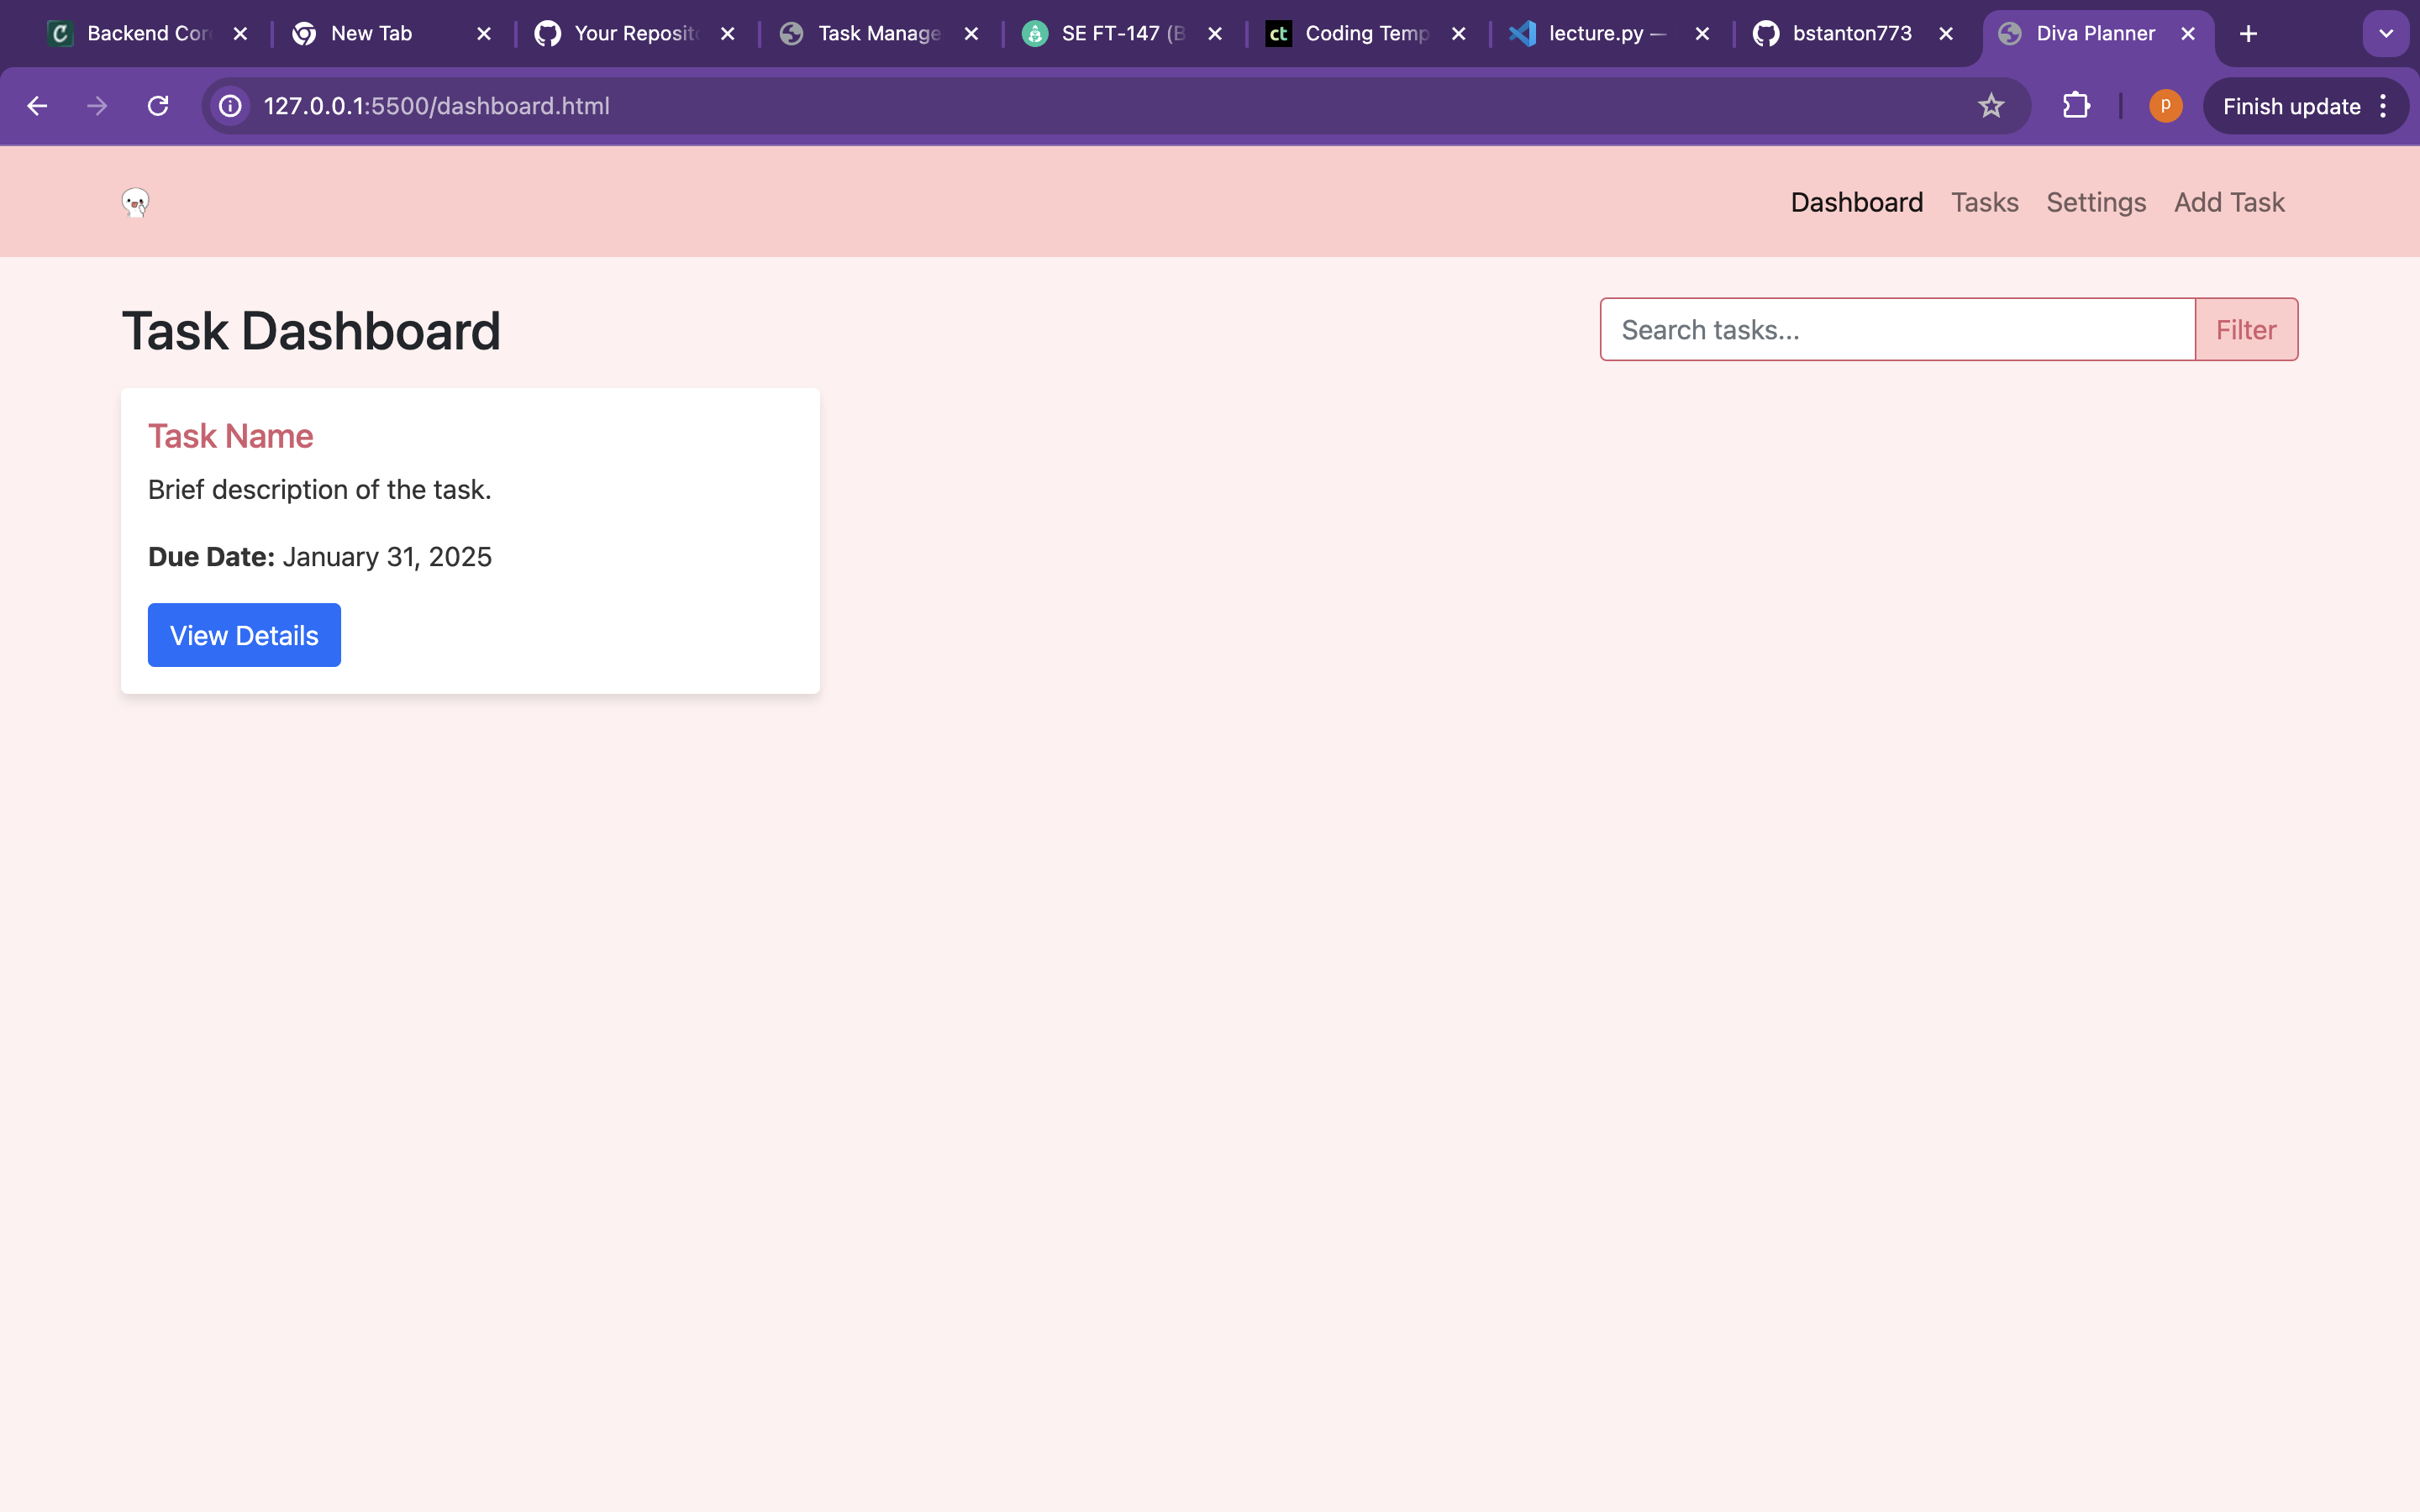 Backend Cor
New Tab
Your Reposit
Task Manage
SE FT-147 (B
ct Coding Temp
lecture.py —
bstanton773
Diva Planner
127.0.0.1:5500/dashboard.html
p
Finish update
Dashboard Tasks Settings Add Task
Task Dashboard
Search tasks...
Filter
Task Name
Brief description of the task.
Due Date: January 31, 2025
View Details